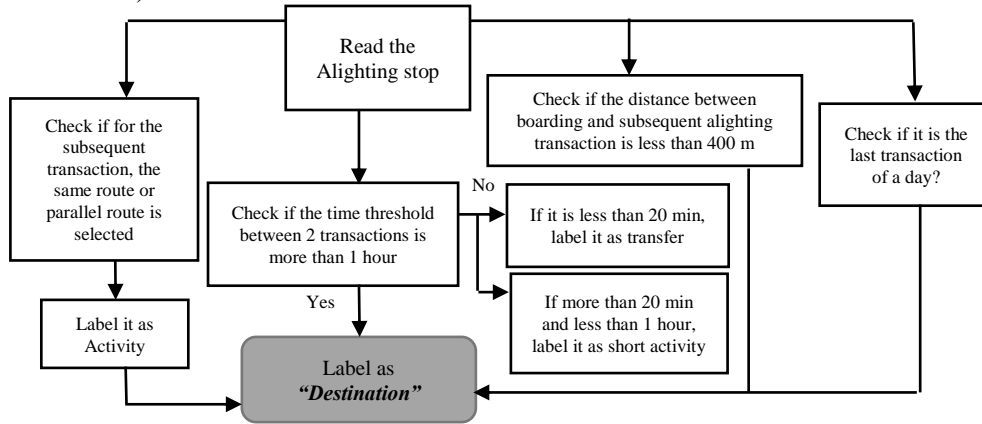 Read the
Alighting stop
Check if for the
subsequent
transaction, the
same route or
parallel route is
selected
Label it as
Activity
Check if the time threshold
between 2 transactions is
more than 1 hour
Yes
No
If it is less than 20 min,
label it as transfer
If more than 20 min
and less than 1 hour,
label it as short activity
Check if the distance between
boarding and subsequent alighting
transaction is less than 400 m
Check if it is the
last transaction
of a day?
Label as
“Destination”